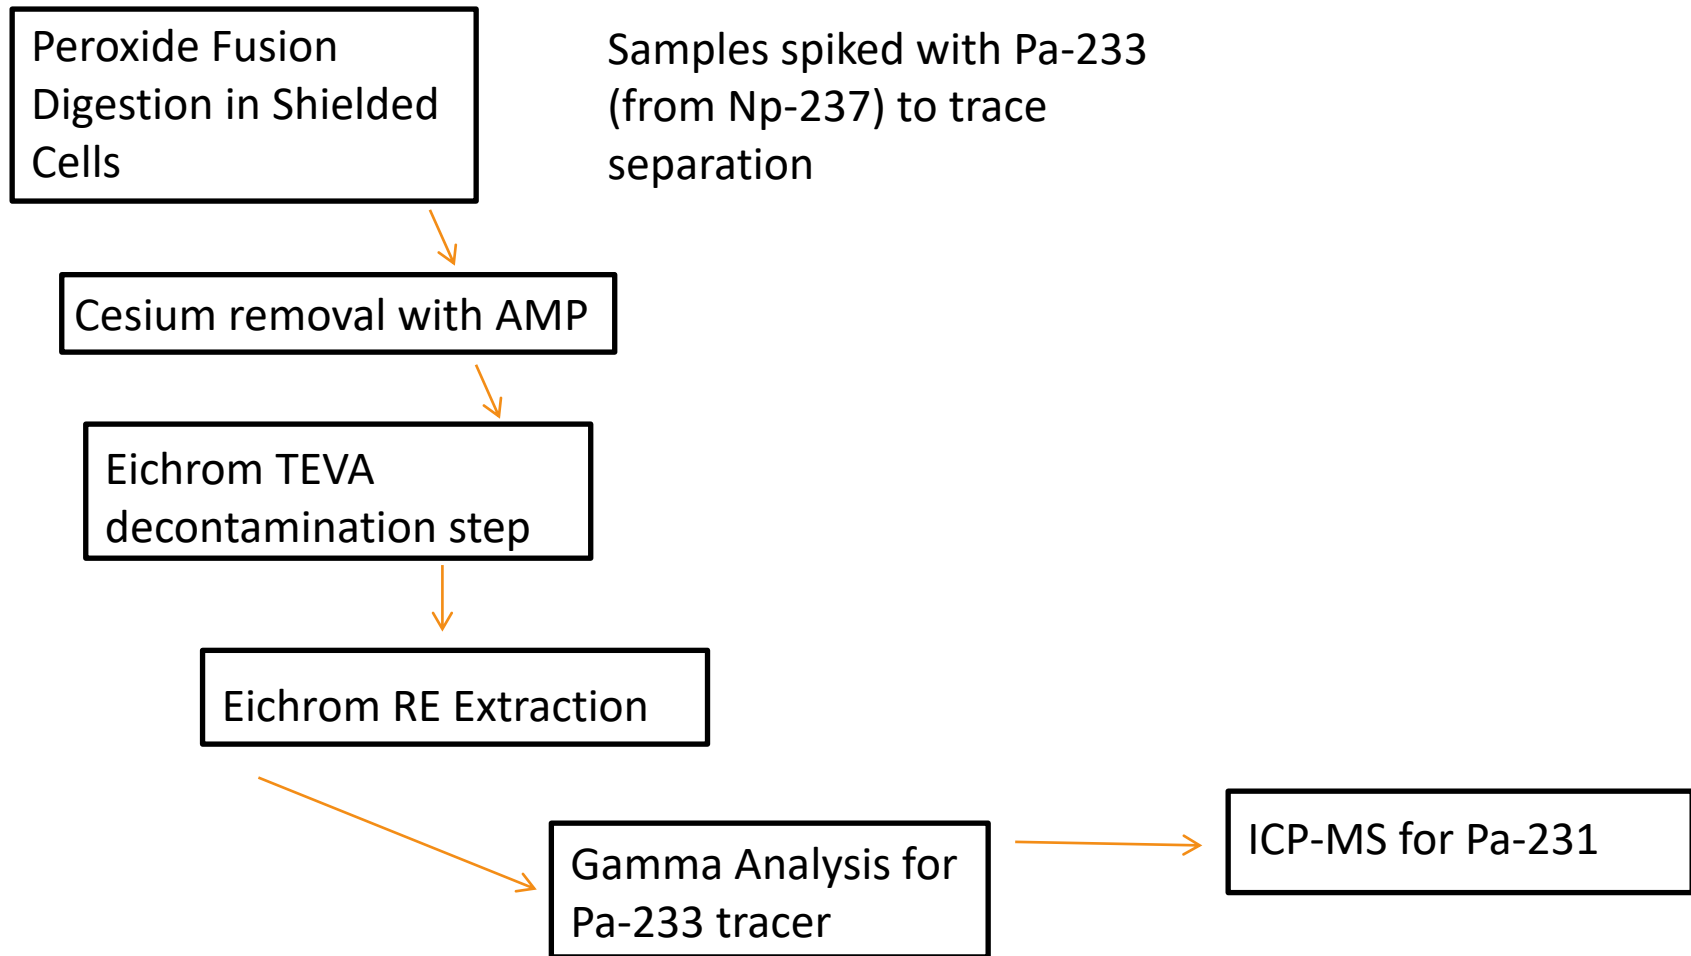 Peroxide Fusion
Digestion in Shielded
Cells
Samples spiked with Pa-233
(from Np-237) to trace
separation
Cesium removal with AMP
Eichrom TEVA
decontamination step
Eichrom RE Extraction
Gamma Analysis for
Pa-233 tracer
ICP-MS for Pa-231